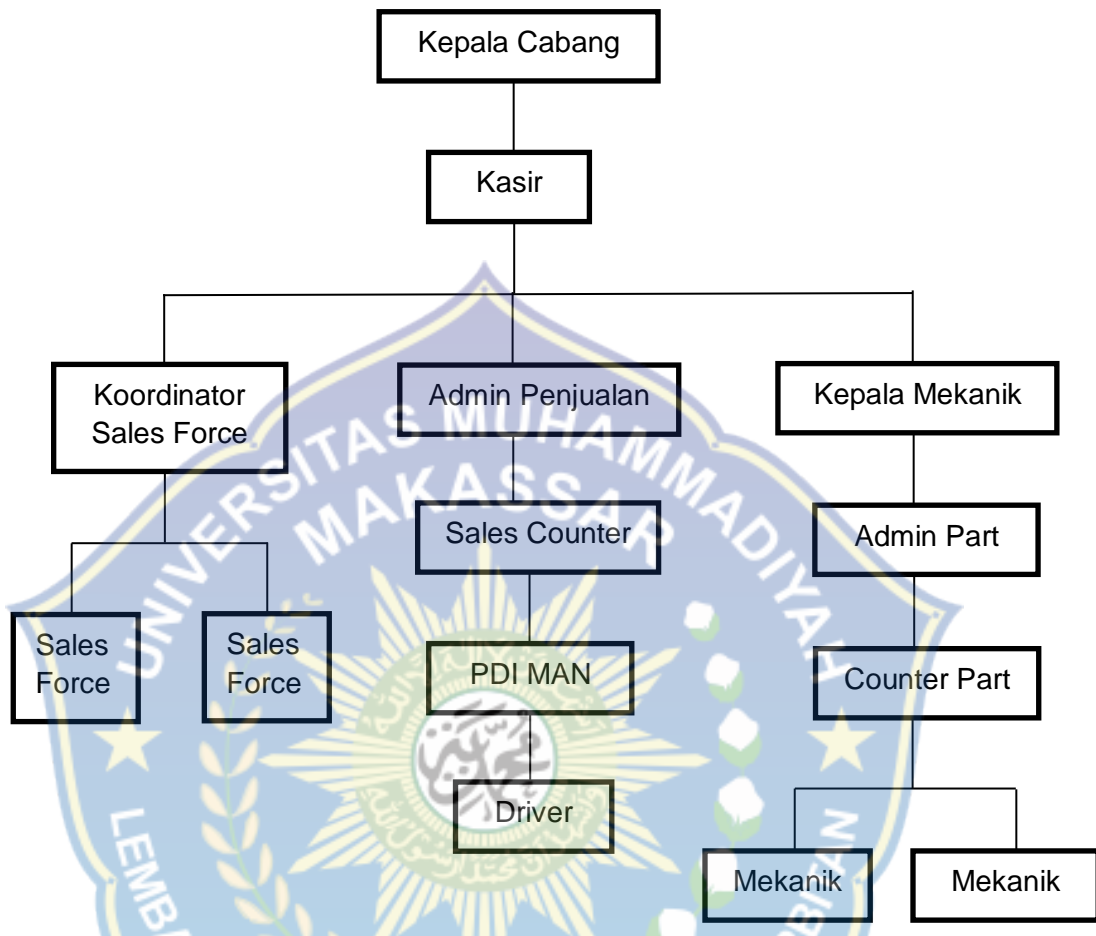 Kepala Cabang
Kasir
Koordinator
Sales Force
Admin Penjualan
Kepala Mekanik
UNIVERSITAS MUHAMMADIYAH
MAKASSAR
Sales Counter
Admin Part
Sales
Force
Sales
Force
PDI MAN
Counter Part
Driver
Mekanik
Mekanik